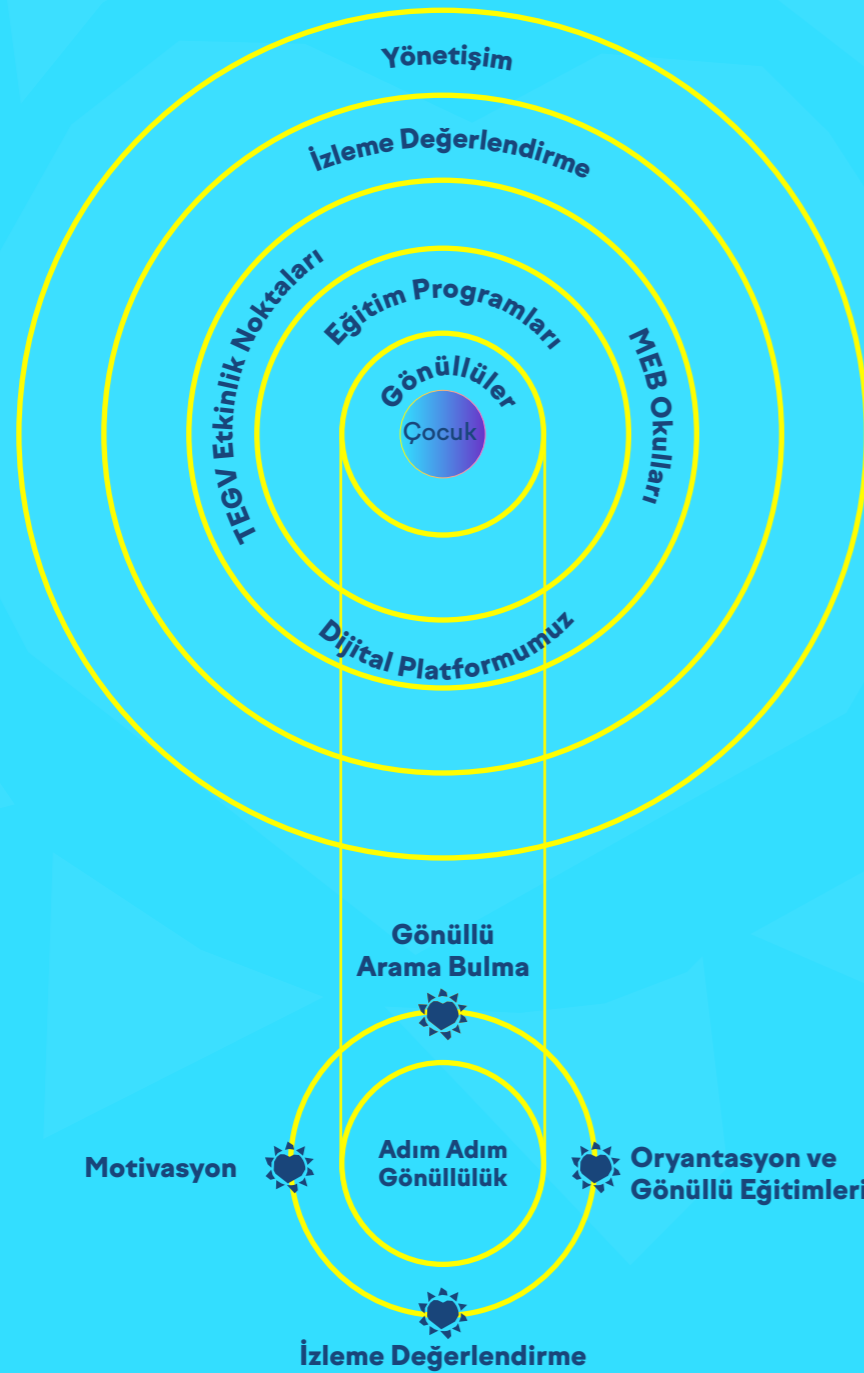 Yönetişim
İzleme Değerlendirme
TEGV Etkinlik Noktaları
Eğitim Programları
MEB Okulları
Gönüllüler
Çocuk
Dijital Platformumuz
Gönüllü
Arama Bulma
Motivasyon
Adım Adım
Gönüllülük
Oryantasyon ve
Gönüllü Eğitimleri
İzleme Değerlendirme